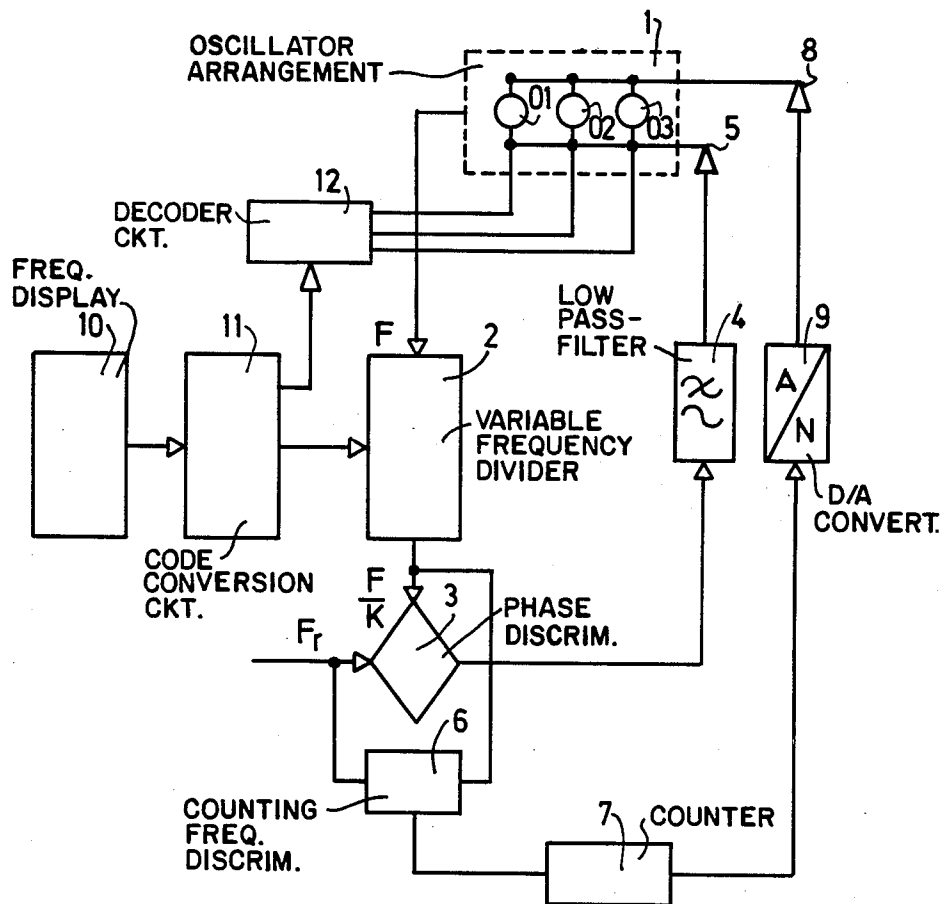 OSCILLATOR
ARRANGEMENT
1
8
01
02
03
5
12
DECODER
CKT.
FREQ.
DISPLAY
10
11
F
2
LOW
PASS-
FILTER
4
9
A
N
VARIABLE
FREQUENCY
DIVIDER
D/A
CONVERT.
CODE
CONVERSION
CKT.
F
K
3
PHASE
DISCRIM.
Fr
6
COUNTING
FREQ.
DISCRIM.
7
COUNTER